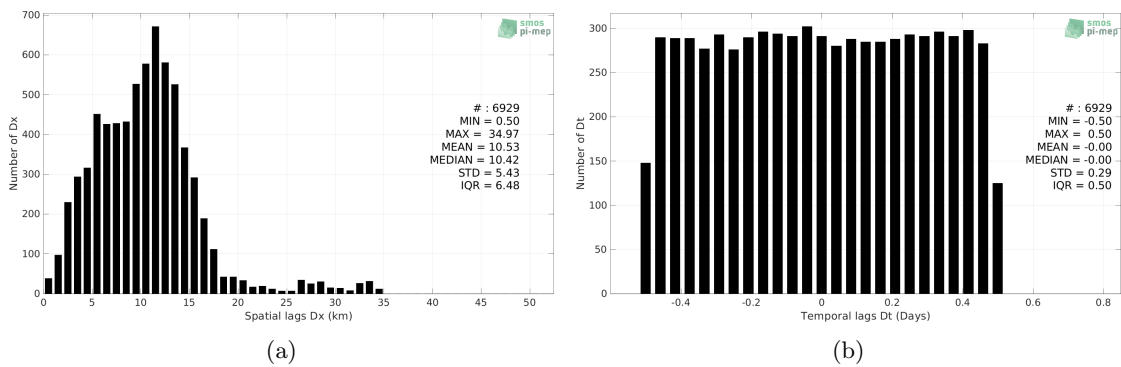 700
600
500
400
300
200
100
0
Number of Dx
0 5 10 15 20 25 30 35 40 45 50
Spatial lags Dx (km)
smos
pi-mep
# : 6929
MIN = 0.50
MAX = 34.97
MEAN = 10.53
MEDIAN = 10.42
STD = 5.43
IQR = 6.48
(a)
300
250
200
150
100
50
0
Number of Dt
-0.4 -0.2 0 0.2 0.4 0.6 0.8
Temporal lags Dt (Days)
smos
pi-mep
# : 6929
MIN = -0.50
MAX = 0.50
MEAN = -0.00
MEDIAN = -0.00
STD = 0.29
IQR = 0.50
(b)